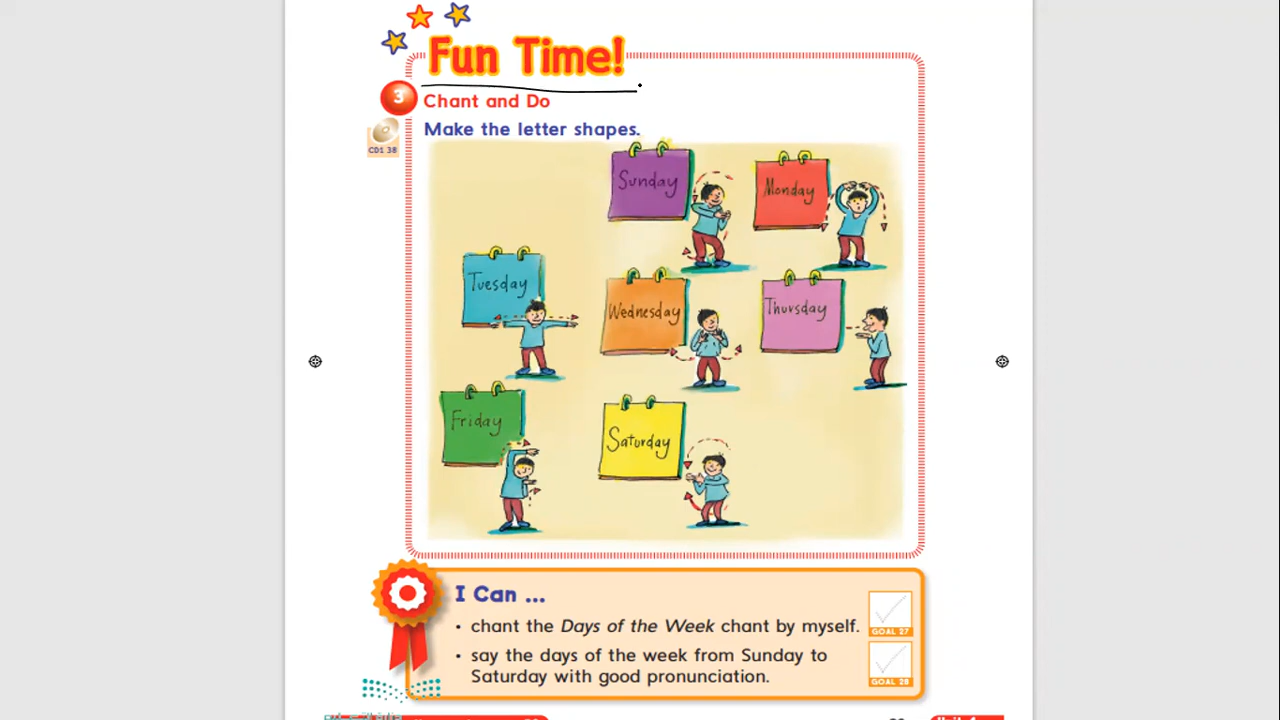 Fun Time!
3
Chant and Do
CD1 38
Make the letter shapes.
Sunday
Monday
Tuesday
Wednesday
Thursday
Friday
Saturday
I Can ...
• chant the Days of the Week chant by myself.
GOAL 27
• say the days of the week from Sunday to
Saturday with good pronunciation.
GOAL 28